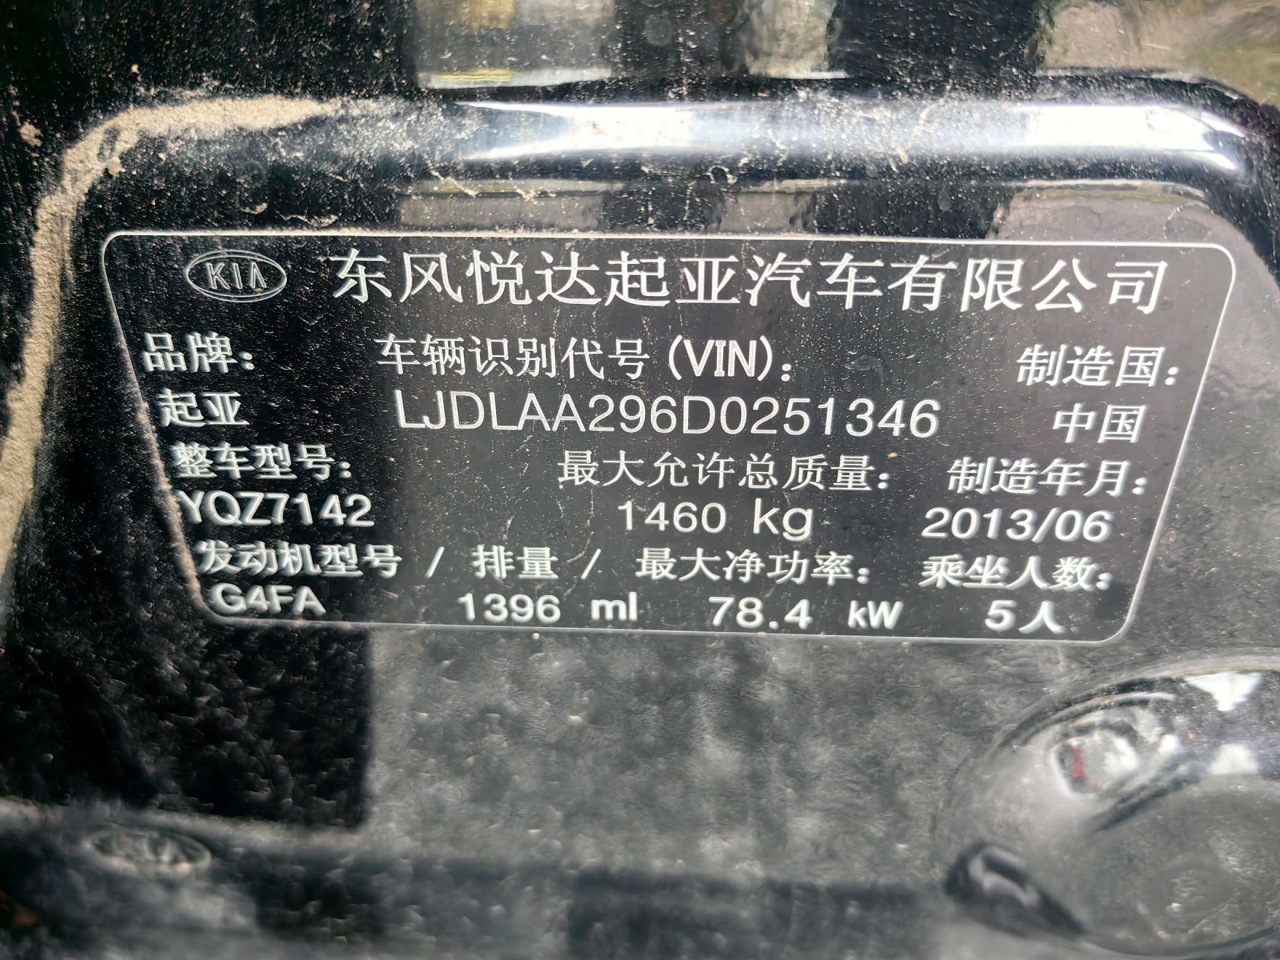 KIA 东风悦达起亚汽车有限公司
品牌： 车辆识别代号 (VIN)： 制造国：
起亚 LJDLAA296D0251346 中国
整车型号： 最大允许总质量： 制造年月：
YQZ7142 1460 kg 2013/06
发动机型号 / 排量 / 最大净功率： 乘坐人数：
G4FA 1396 ml 78.4 kW 5人